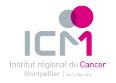 ICM
Institut régional du Cancer
Montpellier |